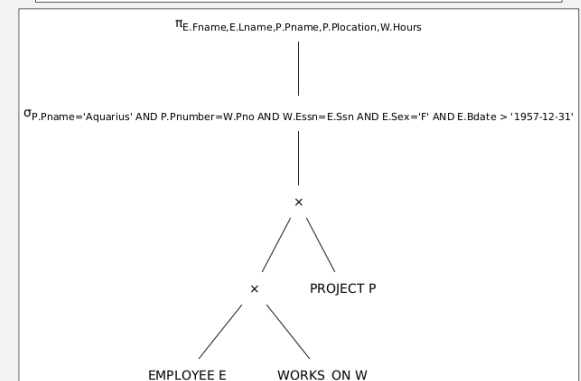 πE.Fname,E.Lname,P.Pname,P.Plocation,W.Hours
σP.Pname='Aquarius' AND P.Pnumber=W.Pno AND W.Essn=E.Ssn AND E.Sex='F' AND E.Bdate > '1957-12-31'
×
× PROJECT P
EMPLOYEE E WORKS_ON W